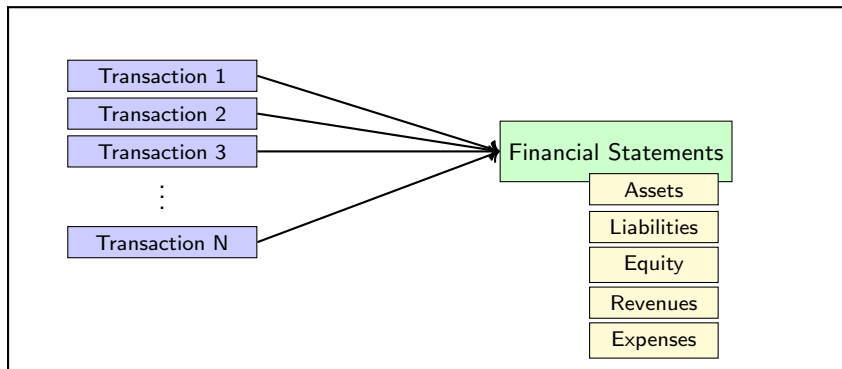 Transaction 1
Transaction 2
Transaction 3
⋮
Transaction N
Financial Statements
Assets
Liabilities
Equity
Revenues
Expenses